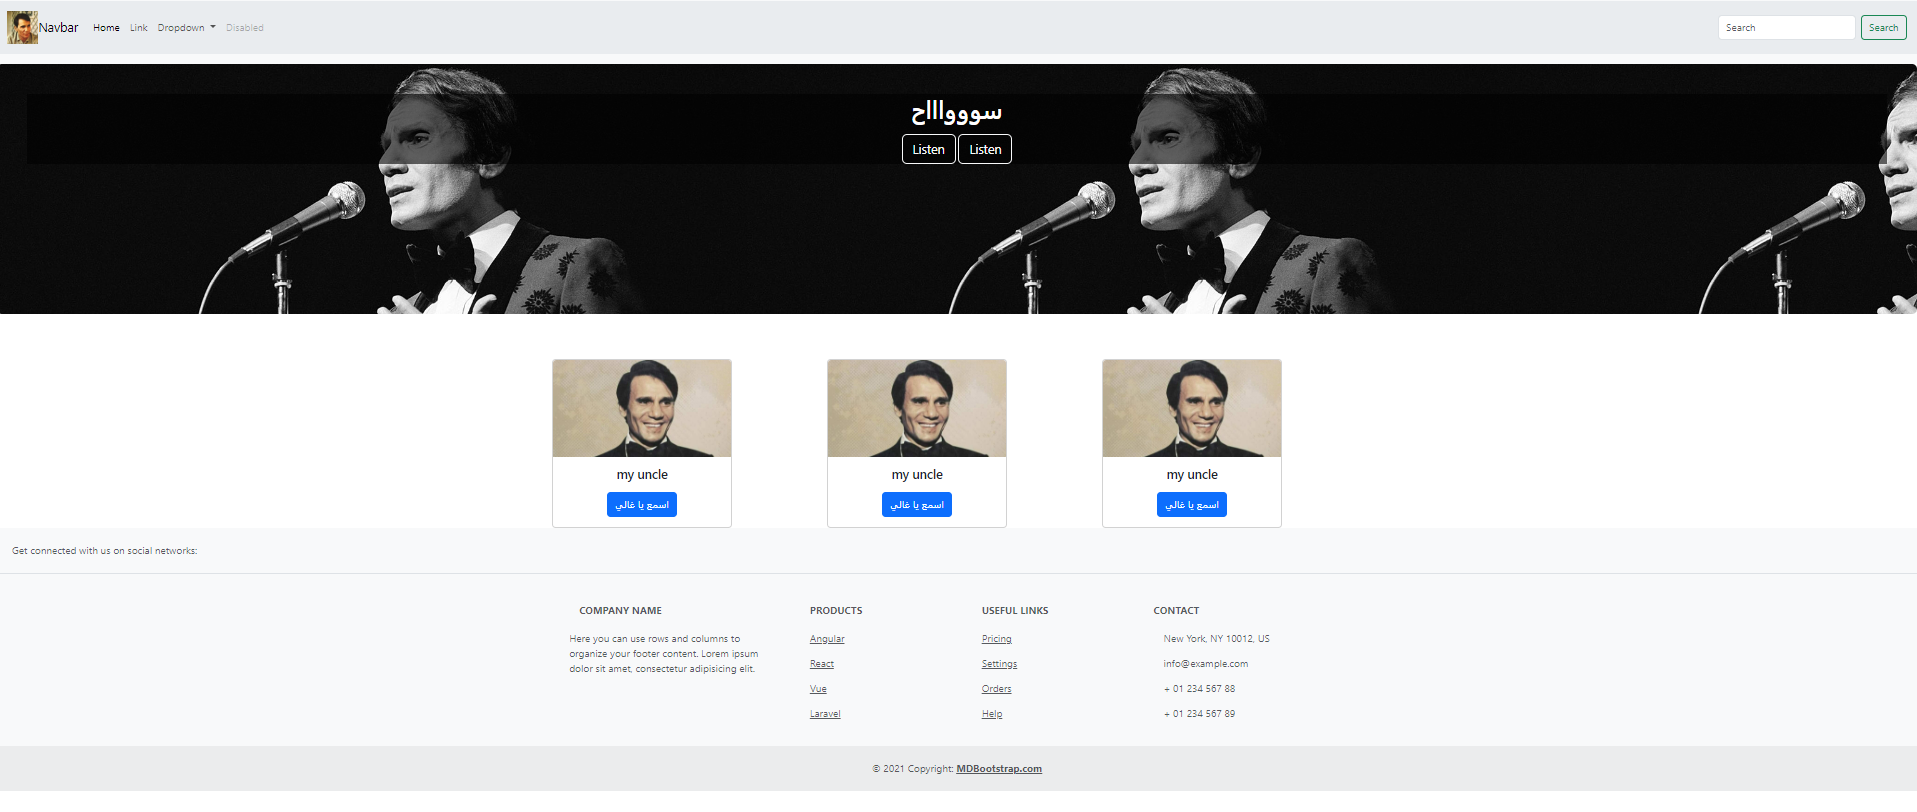 Navbar Home Link Dropdown Disabled Search Search
سووواااح
Listen Listen
my uncle my uncle my uncle
اسمع يا غالي اسمع يا غالي اسمع يا غالي
Get connected with us on social networks:
COMPANY NAME
Here you can use rows and columns to
organize your footer content. Lorem ipsum
dolor sit amet, consectetur adipisicing elit.
PRODUCTS
Angular
React
Vue
Laravel
USEFUL LINKS
Pricing
Settings
Orders
Help
CONTACT
New York, NY 10012, US
info@example.com
+ 01 234 567 88
+ 01 234 567 89
© 2021 Copyright: MDBootstrap.com